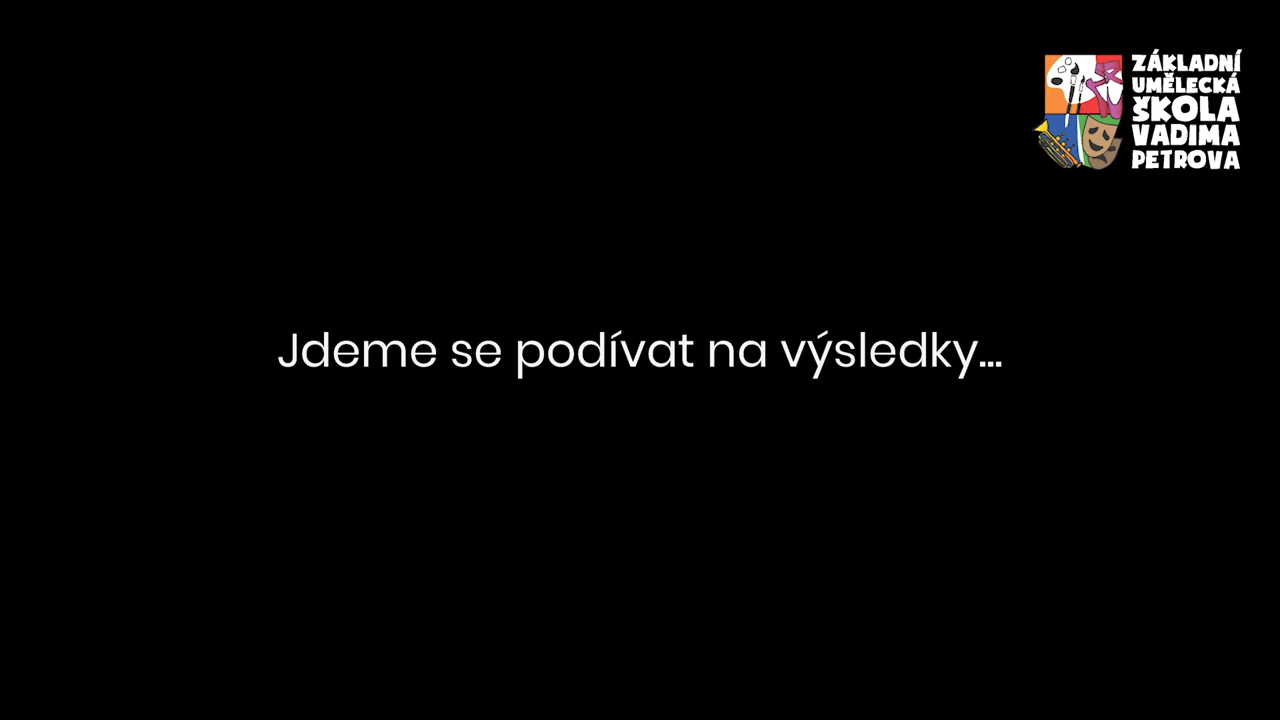 ZÁKLADNÍ
UMĚLECKÁ
ŠKOLA
VADIMA
PETROVA
Jdeme se podívat na výsledky...